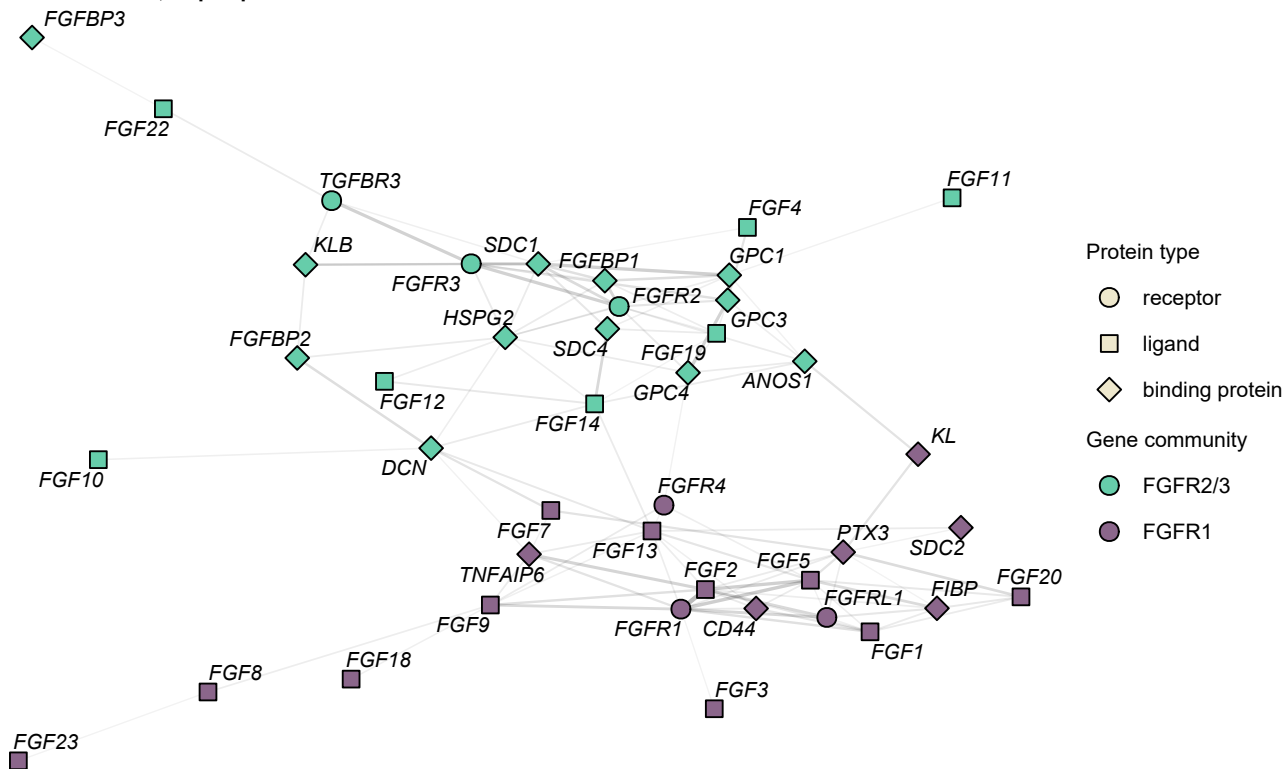 FGFBP3
FGF22
TGFBR3
FGF11
FGF4
KLB
SDC1
FGFBP1
GPC1
FGFR3
FGFR2
HSPG2
GPC3
FGFBP2
SDC4
FGF19
ANOS1
GPC4
FGF12
FGF14
KL
DCN
FGF10
FGFR4
FGF7
FGF13
PTX3
SDC2
TNFAIP6
FGF2
FGF5
FGF20
FIBP
FGFRL1
FGF9
FGFR1
CD44
FGF1
FGF18
FGF8
FGF3
FGF23
Protein type
receptor
ligand
binding protein
Gene community
FGFR2/3
FGFR1